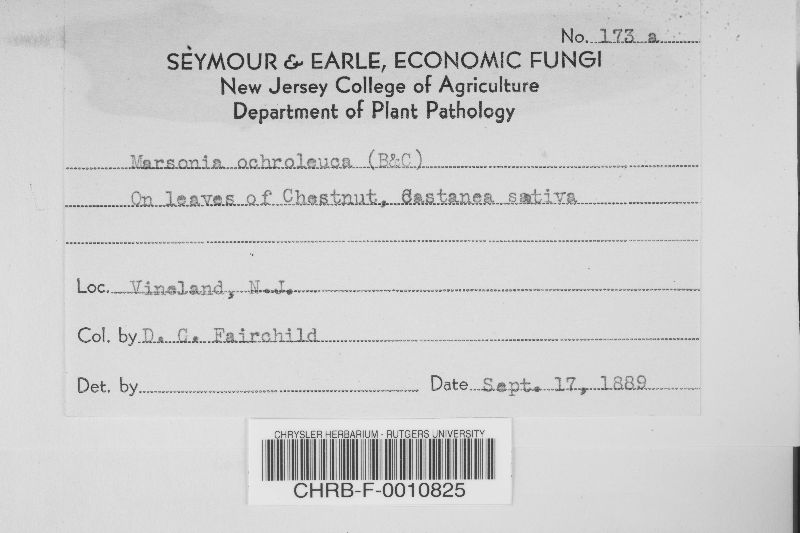 No. 173 a
SEYMOUR & EARLE, ECONOMIC FUNGI
New Jersey College of Agriculture
Department of Plant Pathology
Marsonia ochroleuca (B&C)
On leaves of Chestnut, Castanea sativa
Loc. Vineland, N.J.
Col. by D. C. Fairchild
Det. by
Date Sept. 17, 1889
CHRYSLER HERBARIUM - RUTGERS UNIVERSITY
CHRB-F-0010825